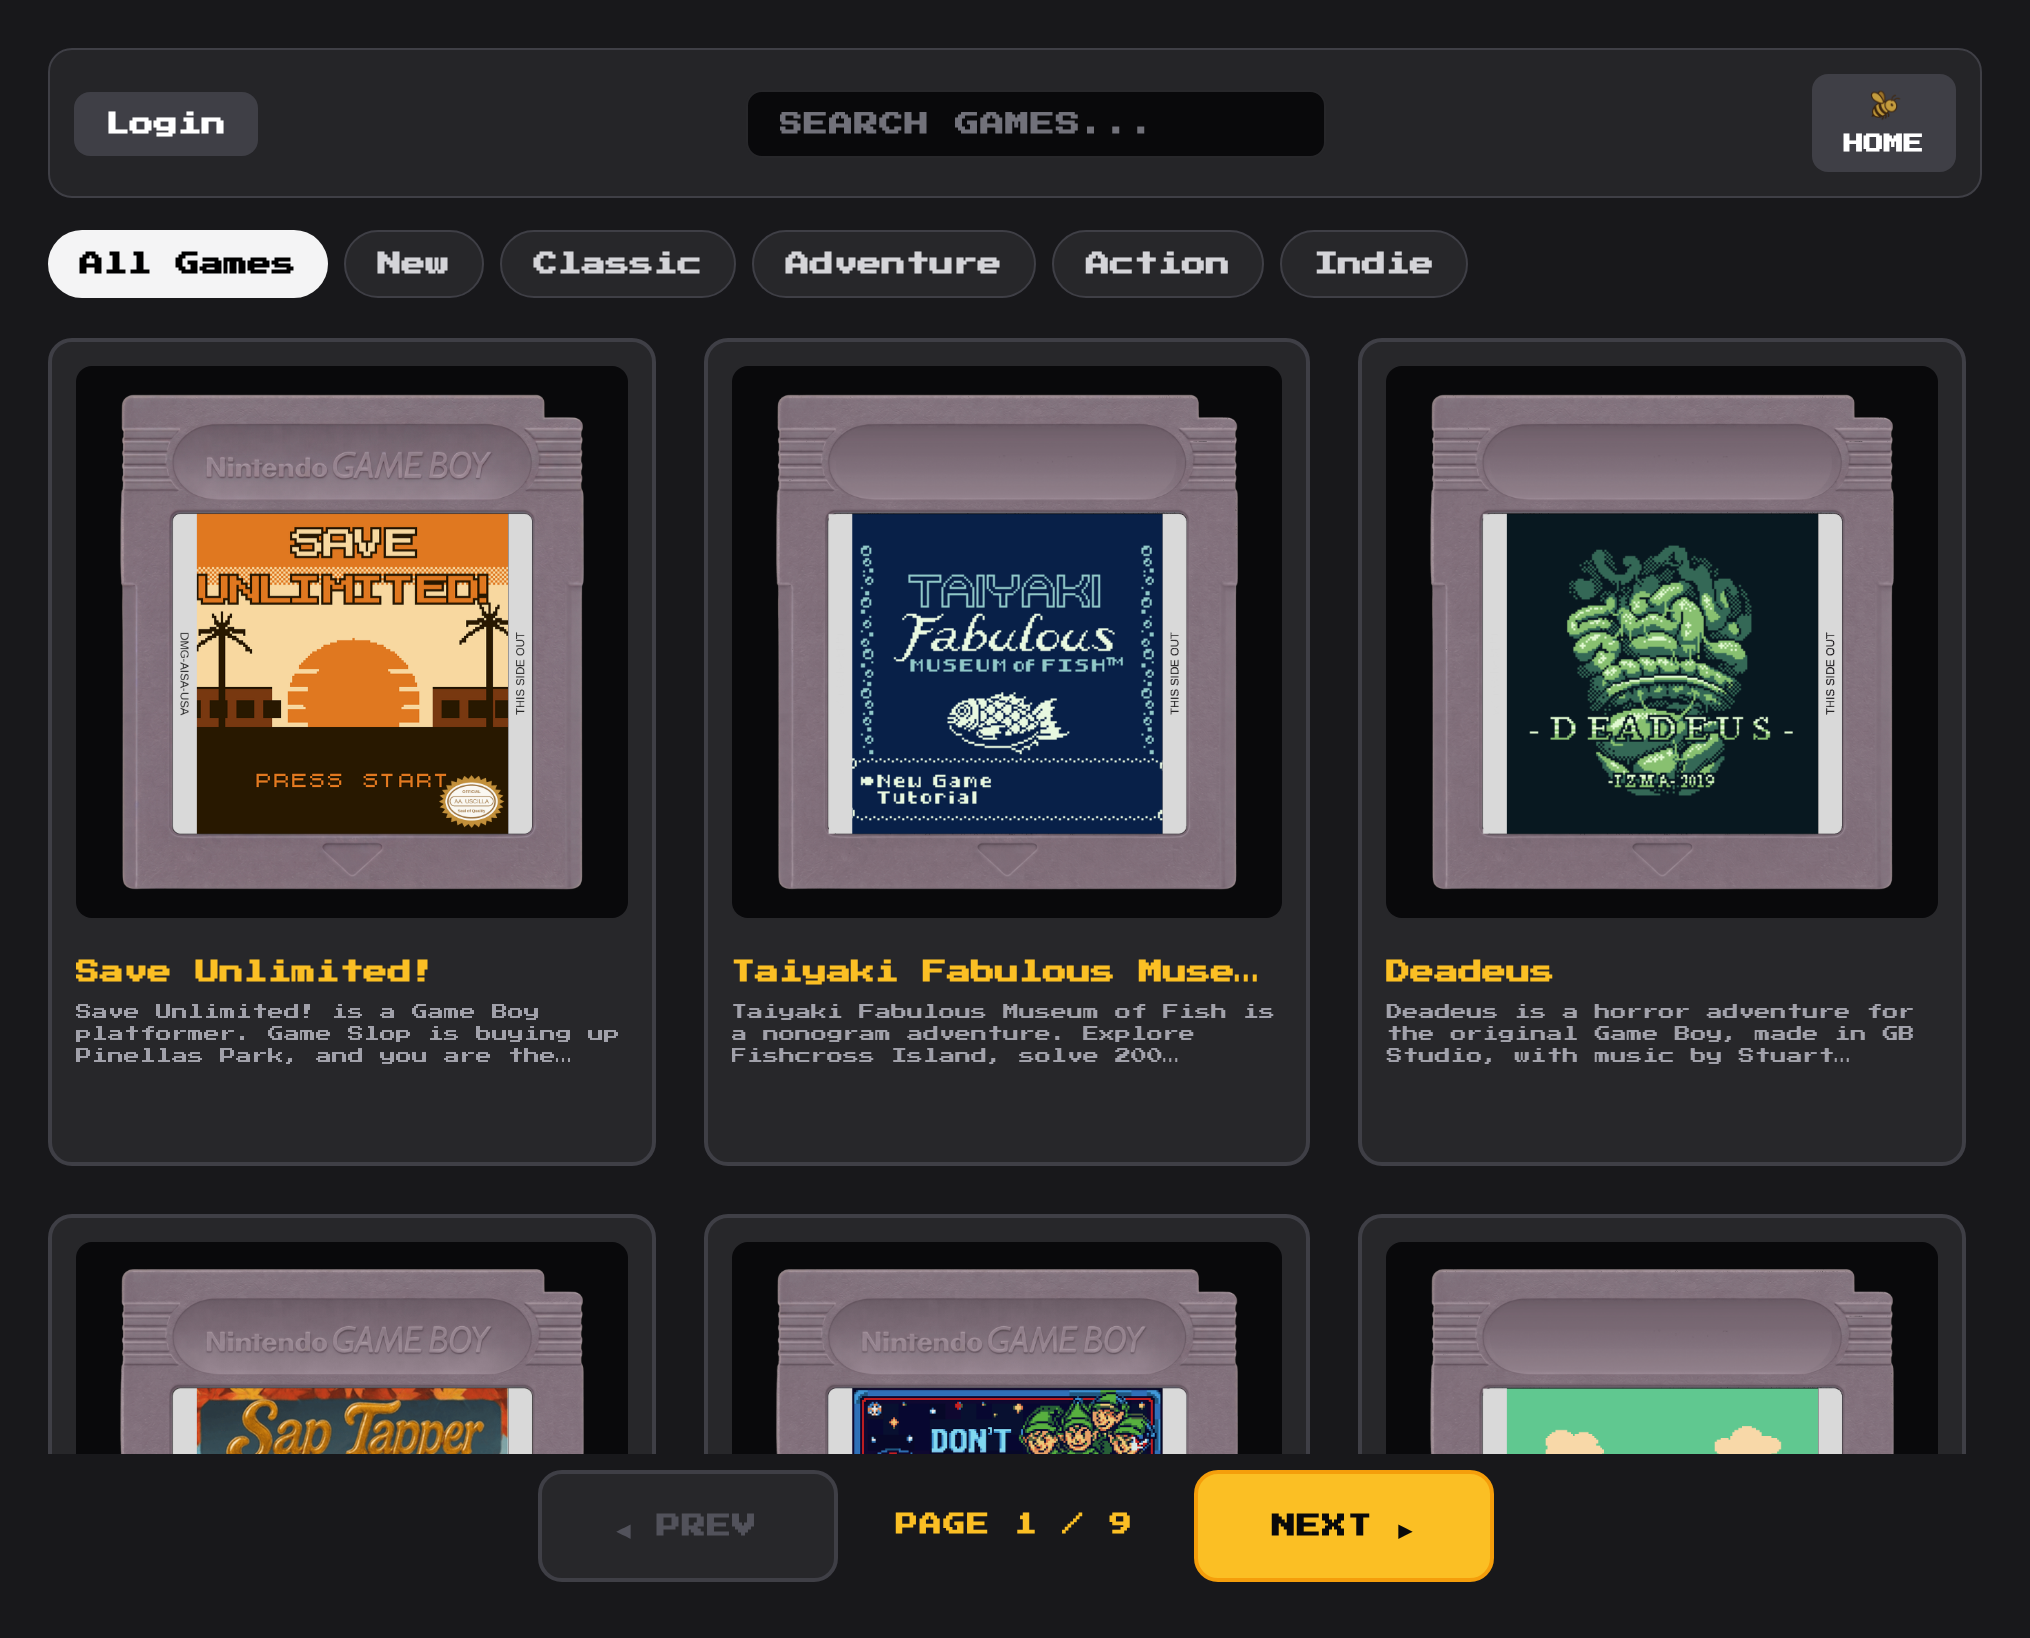 Login
SEARCH GAMES...
HOME
All Games
New
Classic
Adventure
Action
Indie
Nintendo GAME BOY
SAVE
UNLIMITED!
DMG-AISA-USA
THIS SIDE OUT
PRESS START
OFFICIAL
Save Unlimited!
Save Unlimited! is a Game Boy
platformer. Game Slop is buying up
Pinellas Park, and you are the…
TAIYAKI
Fabulous
MUSEUM of FISH™
THIS SIDE OUT
New Game
Tutorial
Taiyaki Fabulous Muse…
Taiyaki Fabulous Museum of Fish is
a nonogram adventure. Explore
Fishcross Island, solve 200…
-DEADEUS-
-IZMA-2019
THIS SIDE OUT
Deadeus
Deadeus is a horror adventure for
the original Game Boy, made in GB
Studio, with music by Stuart…
Nintendo GAME BOY
Sap Tapper
Nintendo GAME BOY
DON'T
◂ PREV
PAGE 1 / 9
NEXT ▸